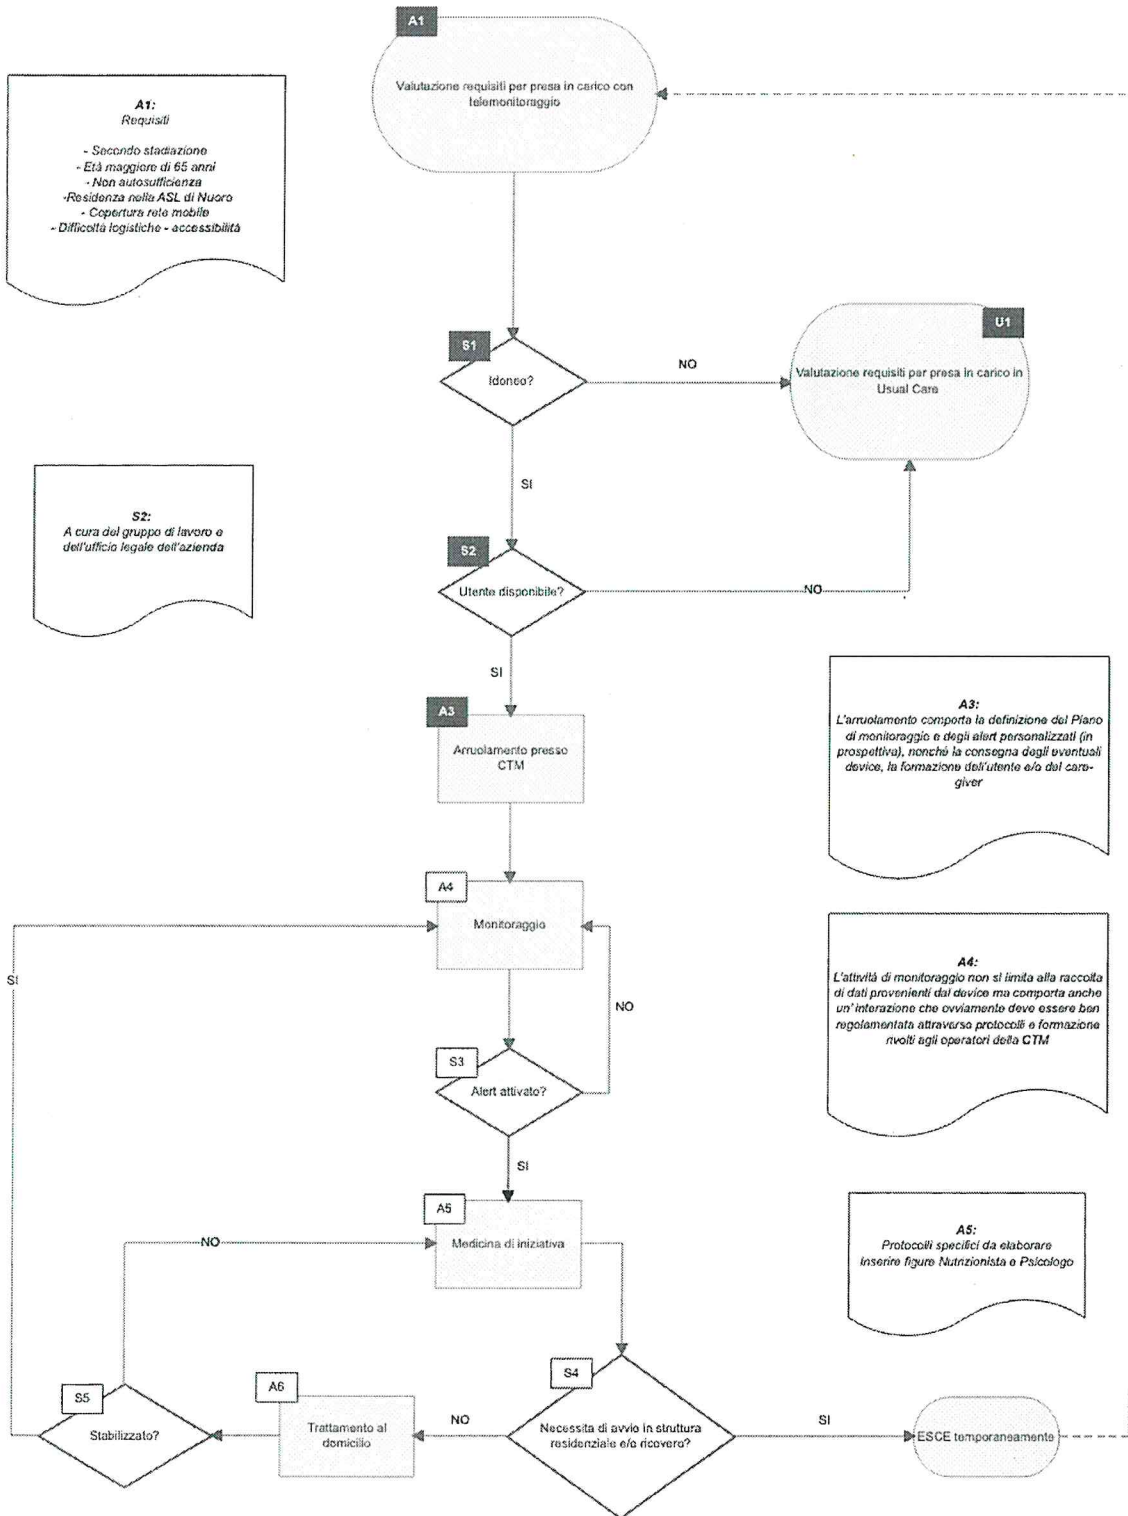 A1
Valutazione requisiti per presa in carico con
telemonitoraggio
A1:
Requisiti
- Secondo stadiazione
- Età maggiore di 65 anni
- Non autosufficienza
-Residenza nella ASL di Nuoro
- Copertura rete mobile
- Difficoltà logistiche - accessibilità
U1
Valutazione requisiti per presa in carico in
Usual Care
S1
Idoneo?
NO
SI
S2:
A cura del gruppo di lavoro e
dell'ufficio legale dell'azienda
S2
Utente disponibile?
NO
SI
A3
Arruolamento presso
CTM
A3:
L'arruolamento comporta la definizione del Piano
di monitoraggio e degli alert personalizzati (in
prospettiva), nonché la consegna degli eventuali
device, la formazione dell'utente e/o del care-
giver
A4
Monitoraggio
SI
NO
A4:
L'attività di monitoraggio non si limita alla raccolta
di dati provenienti dal device ma comporta anche
un'interazione che ovviamente deve essere ben
regolamentata attraverso protocolli e formazione
rivolti agli operatori della CTM
S3
Alert attivato?
SI
A5
Medicina di iniziativa
NO
A5:
Protocolli specifici da elaborare
Inserire figure Nutrizionista e Psicologo
S5
Stabilizzato?
A6
Trattamento al
domicilio
NO
S4
Necessita di avvio in struttura
residenziale e/o ricovero?
SI
ESCE temporaneamente